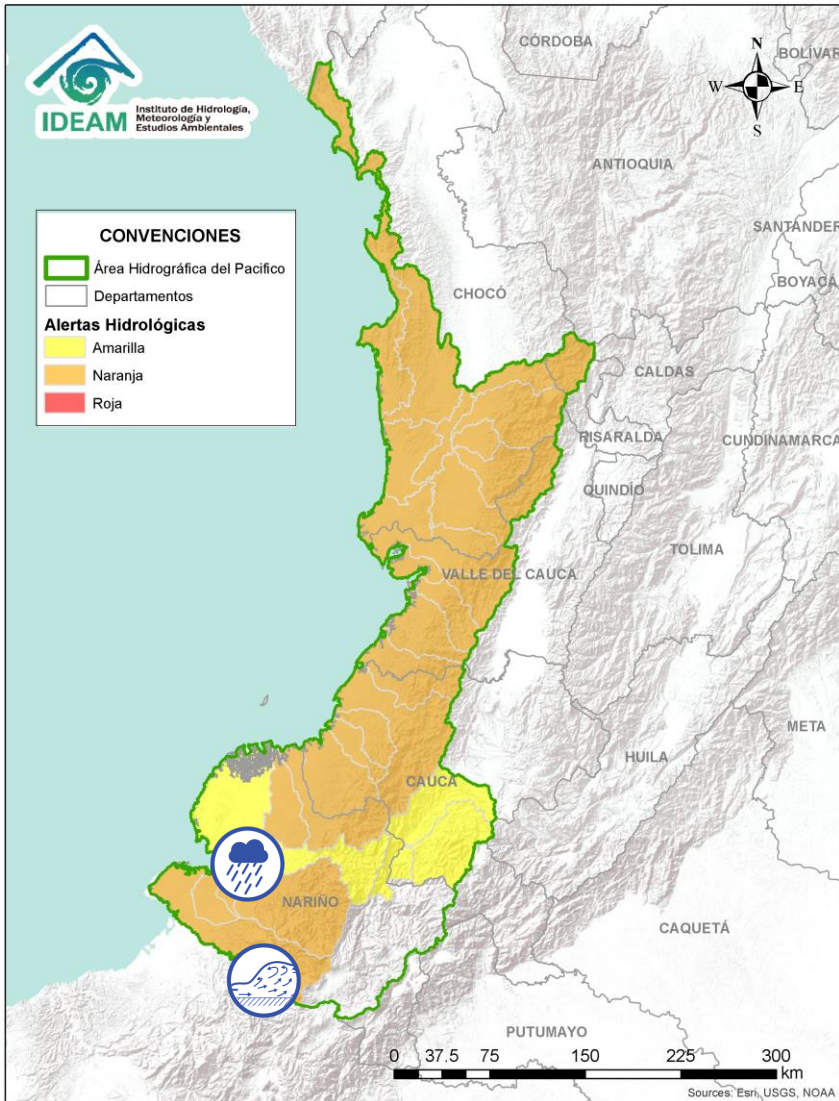 IDEAM
Instituto de Hidrología,
Meteorología y
Estudios Ambientales
CÓRDOBA
BOLÍVAR
N
W
E
S
ANTIOQUIA
SANTANDER
BOYACÁ
CONVENCIONES
Área Hidrográfica del Pacifico
Departamentos
Alertas Hidrológicas
Amarilla
Naranja
Roja
CHOCÓ
CALDAS
RISARALDA
CUNDINAMARCA
QUINDÍO
TOLIMA
VALLE DEL CAUCA
META
HUILA
CAUCA
NARIÑO
CAQUETÁ
PUTUMAYO
0 37.5 75 150 225 300
km
Sources: Esri, USGS, NOAA